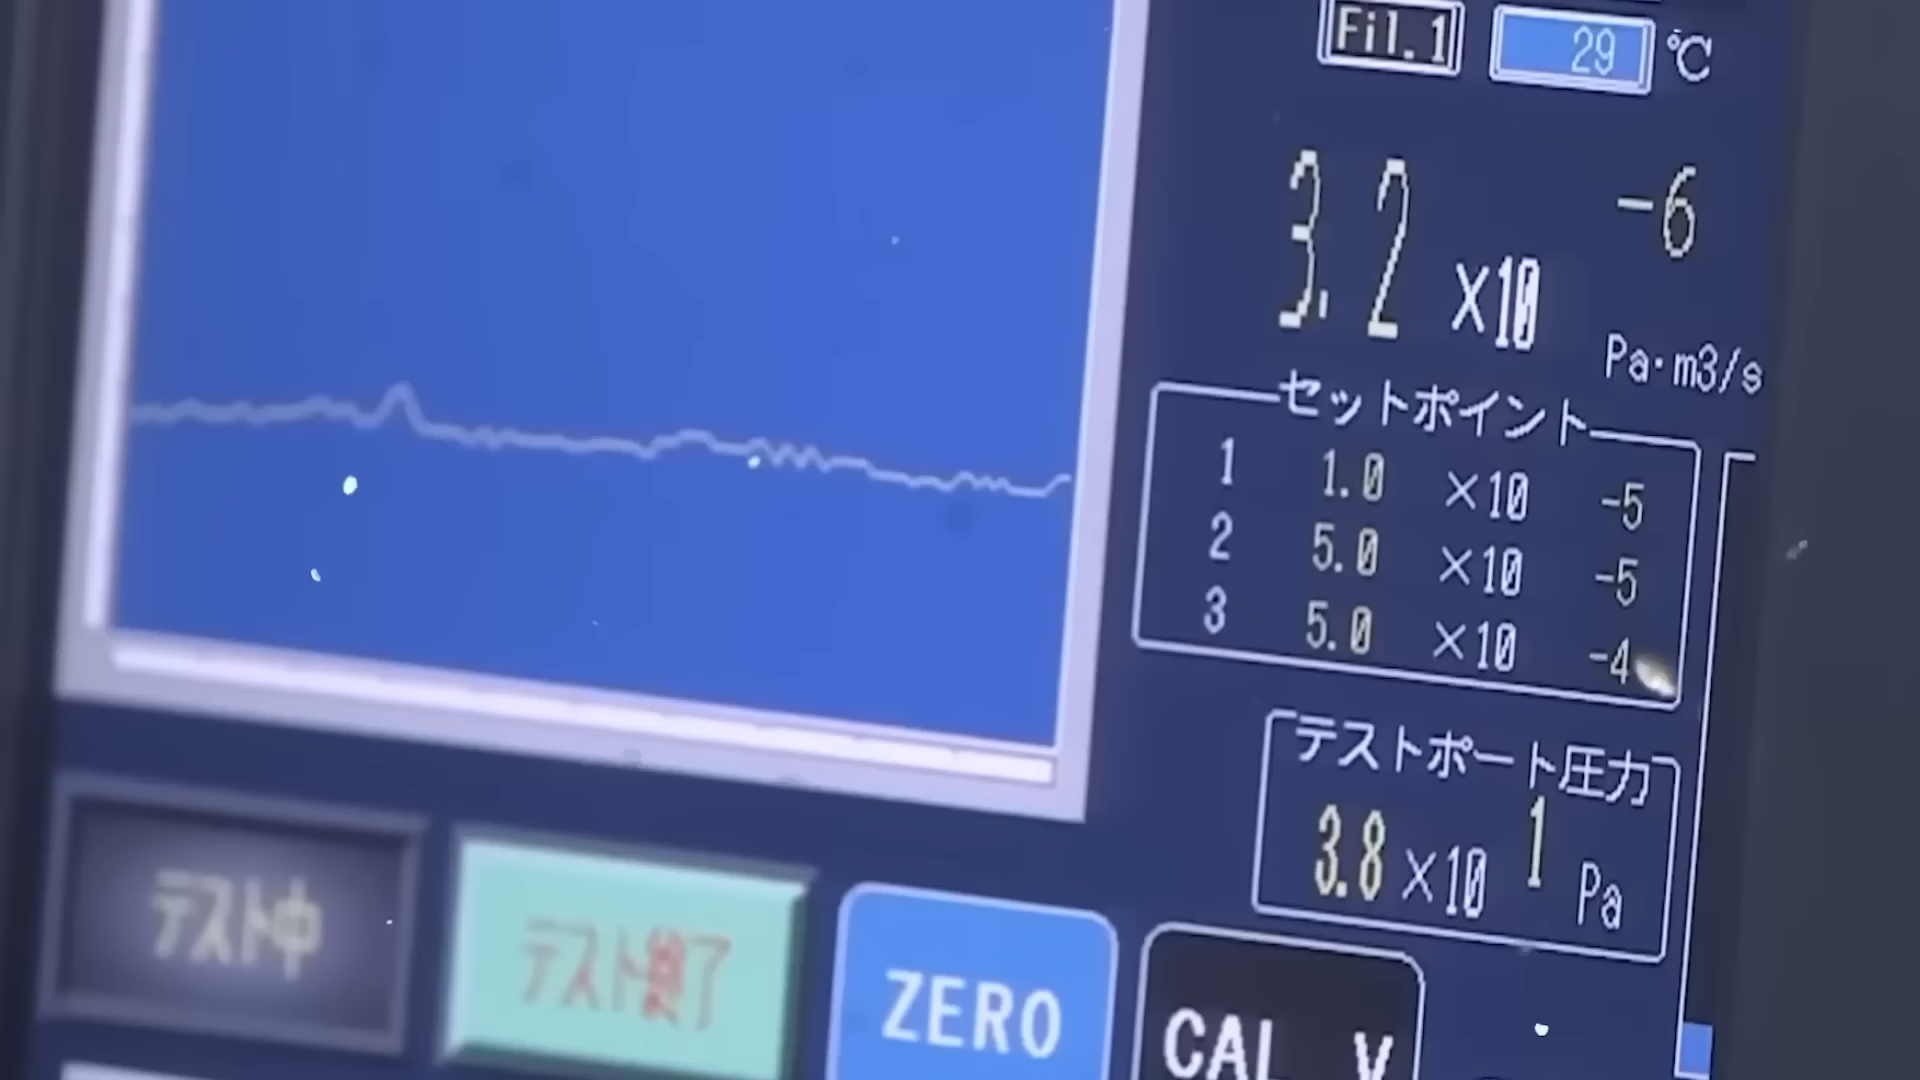 Fil.1 29 ℃
3.2 ×10 -6
Pa·m3/s
セットポイント
1 1.0 ×10 -5
2 5.0 ×10 -5
3 5.0 ×10 -4
テストポート圧力
3.8 ×10 1 Pa
テスト中
テスト終了
ZERO
CAL